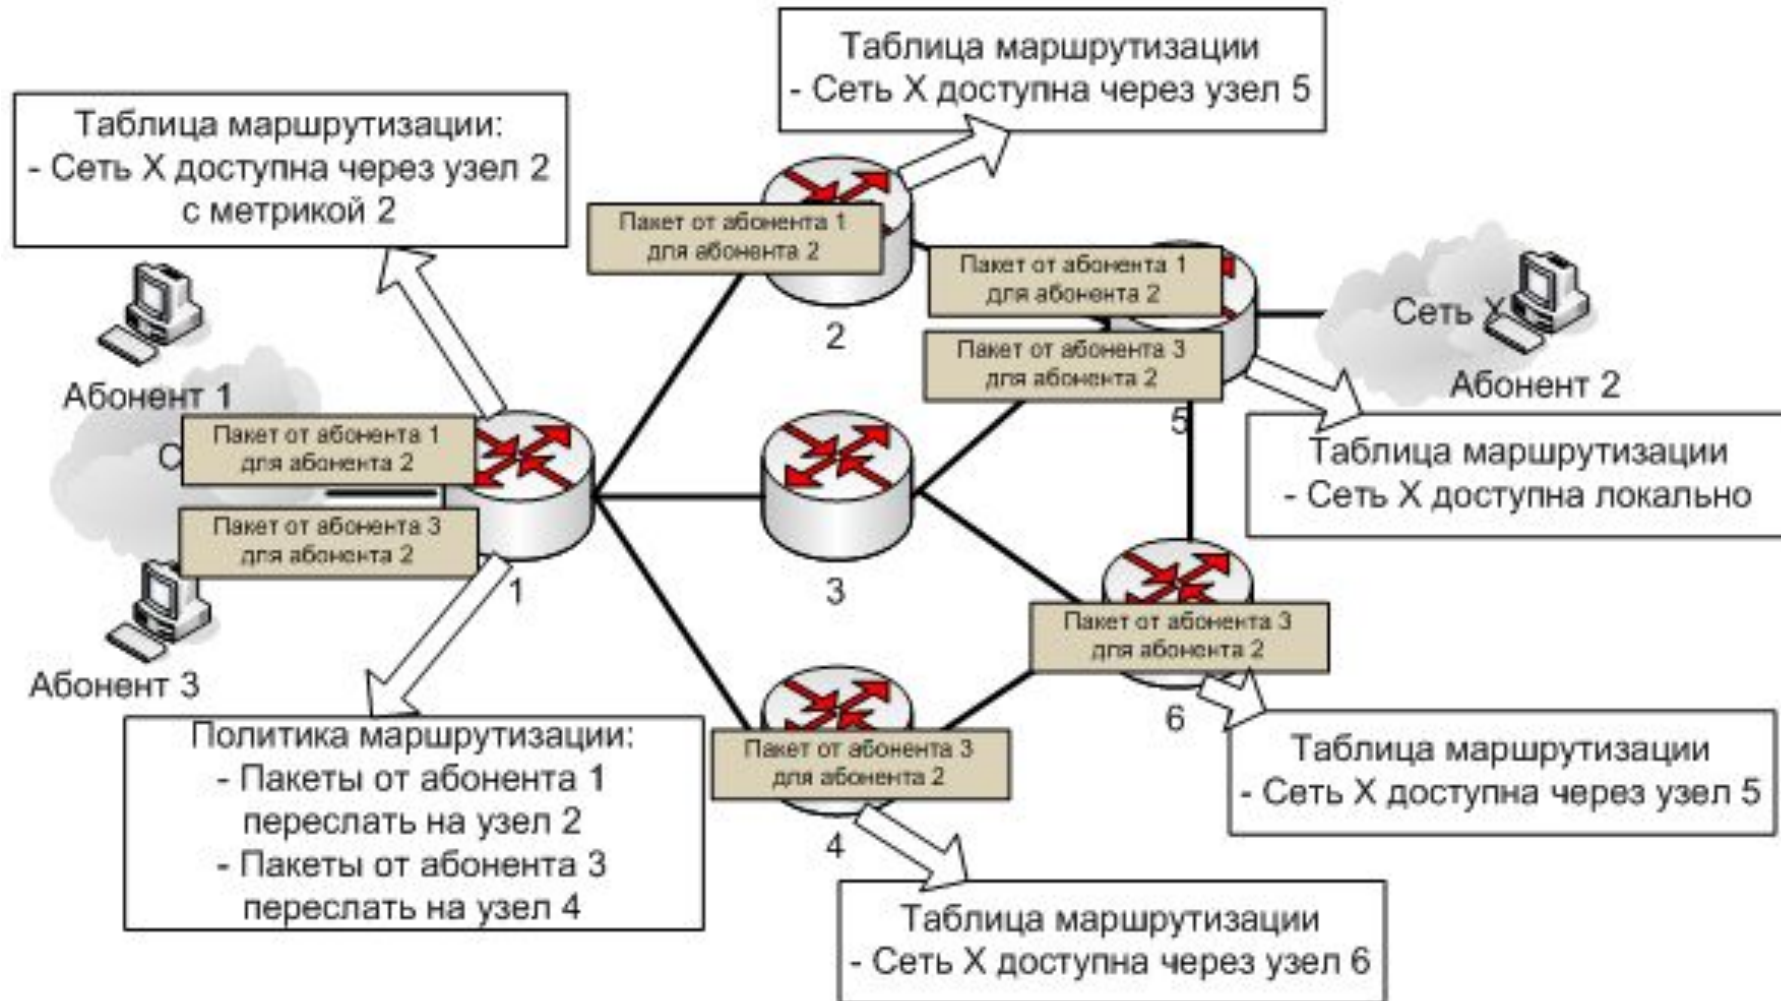 Таблица маршрутизации
- Сеть X доступна через узел 5
Таблица маршрутизации:
- Сеть X доступна через узел 2
с метрикой 2
Пакет от абонента 1
для абонента 2
2
Пакет от абонента 1
для абонента 2
Пакет от абонента 3
для абонента 2
5
Сеть X
Абонент 2
Абонент 1
Пакет от абонента 1
для абонента 2
Пакет от абонента 3
для абонента 2
1
3
Таблица маршрутизации
- Сеть X доступна локально
Абонент 3
Пакет от абонента 3
для абонента 2
6
Политика маршрутизации:
- Пакеты от абонента 1
переслать на узел 2
- Пакеты от абонента 3
переслать на узел 4
Пакет от абонента 3
для абонента 2
4
Таблица маршрутизации
- Сеть X доступна через узел 5
Таблица маршрутизации
- Сеть X доступна через узел 6